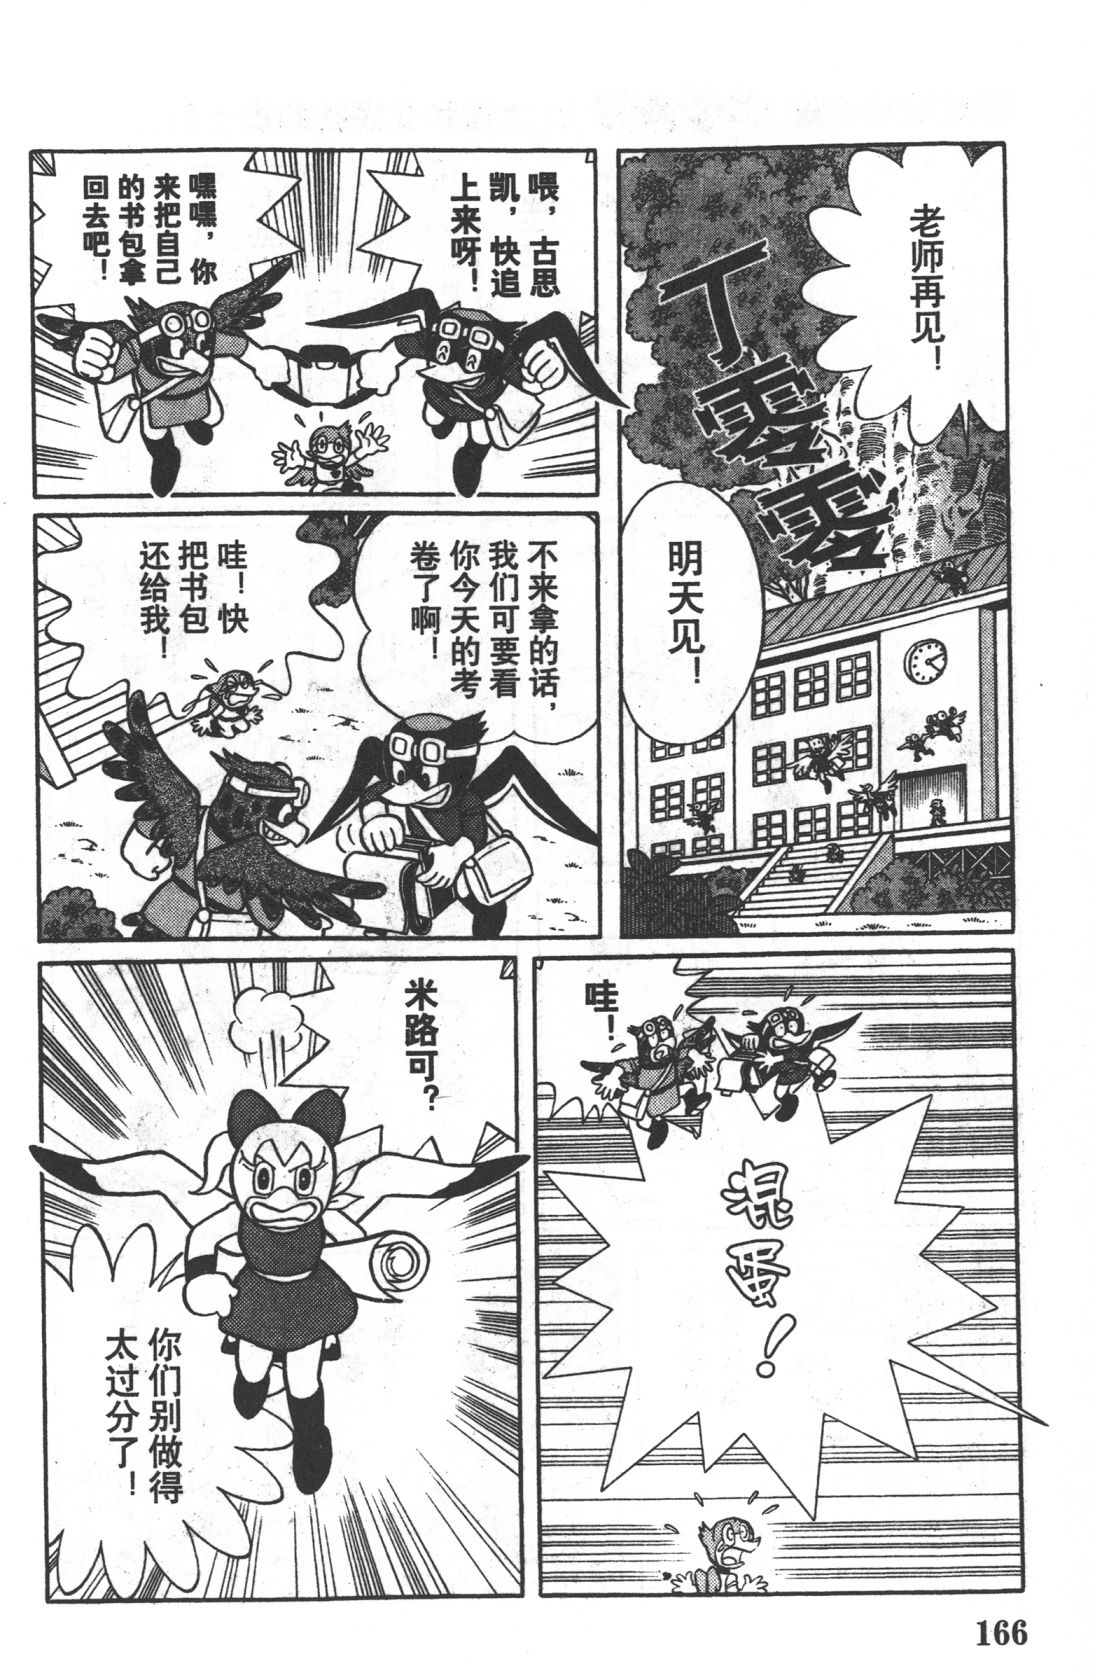 老师再见！
丁零零
明天见！
喂，古思
凯，快追
上来呀！
嘿嘿，你
来把自己
的书包拿
回去吧！
不来拿的话，
我们可要看
你今天的考
卷了啊！
哇！快
把书包
还给我！
哇！
混蛋！
米路可？
你们别做得
太过分了！
166